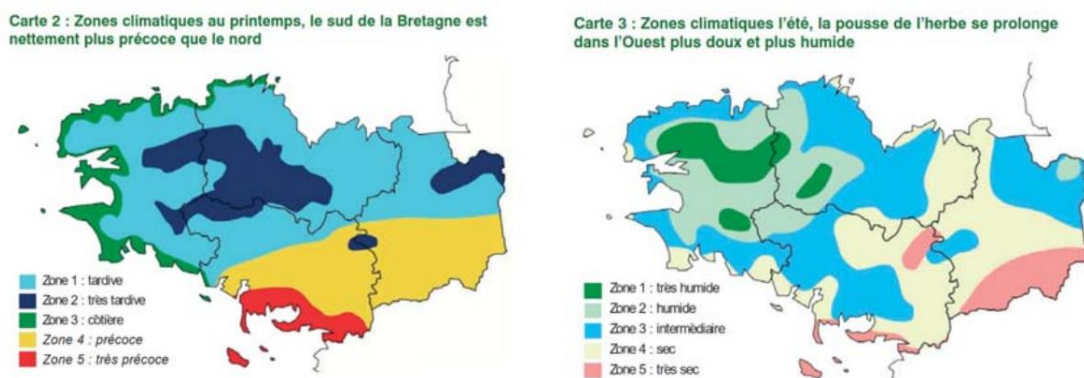 Carte 2 : Zones climatiques au printemps, le sud de la Bretagne est
nettement plus précoce que le nord
Zone 1 : tardive
Zone 2 : très tardive
Zone 3 : côtière
Zone 4 : précoce
Zone 5 : très précoce
Carte 3 : Zones climatiques l'été, la pousse de l'herbe se prolonge
dans l'Ouest plus doux et plus humide
Zone 1 : très humide
Zone 2 : humide
Zone 3 : intermèdiaire
Zone 4 : sec
Zone 5 : très sec